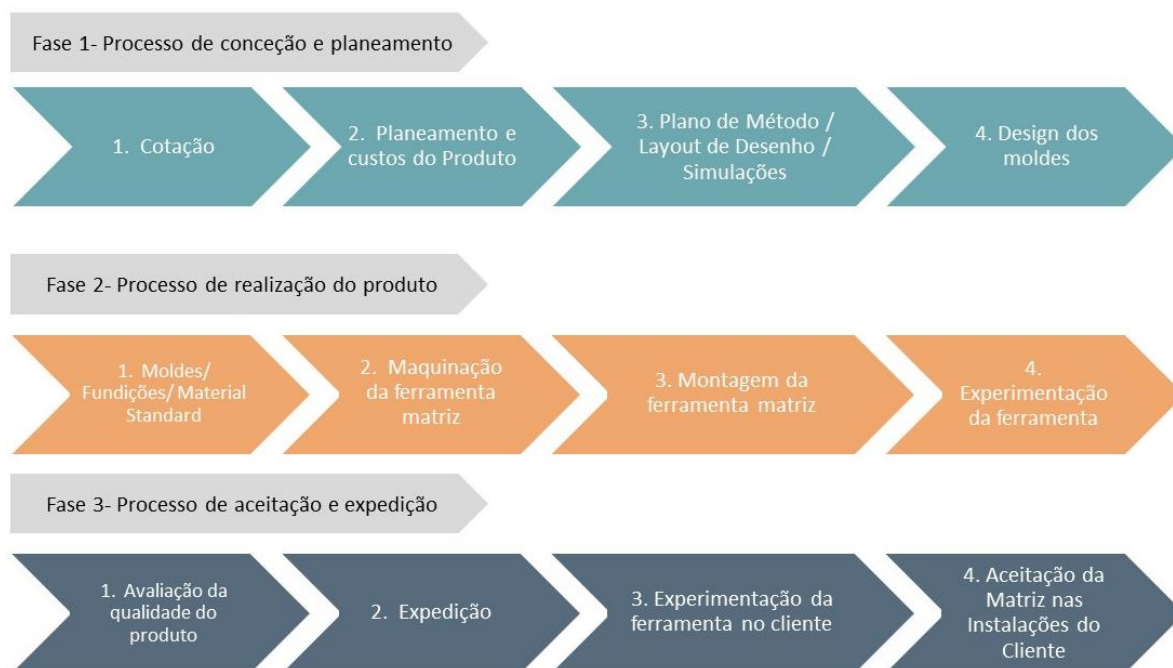 Fase 1- Processo de conceção e planeamento
1. Cotação
2. Planeamento e
custos do Produto
3. Plano de Método /
Layout de Desenho /
Simulações
4. Design dos
moldes
Fase 2- Processo de realização do produto
1. Moldes/
Fundições/ Material
Standard
2. Maquinação
da ferramenta
matriz
3. Montagem da
ferramenta matriz
4.
Experimentação
da ferramenta
Fase 3- Processo de aceitação e expedição
1. Avaliação da
qualidade do
produto
2. Expedição
3. Experimentação da
ferramenta no cliente
4. Aceitação da
Matriz nas
Instalações do
Cliente